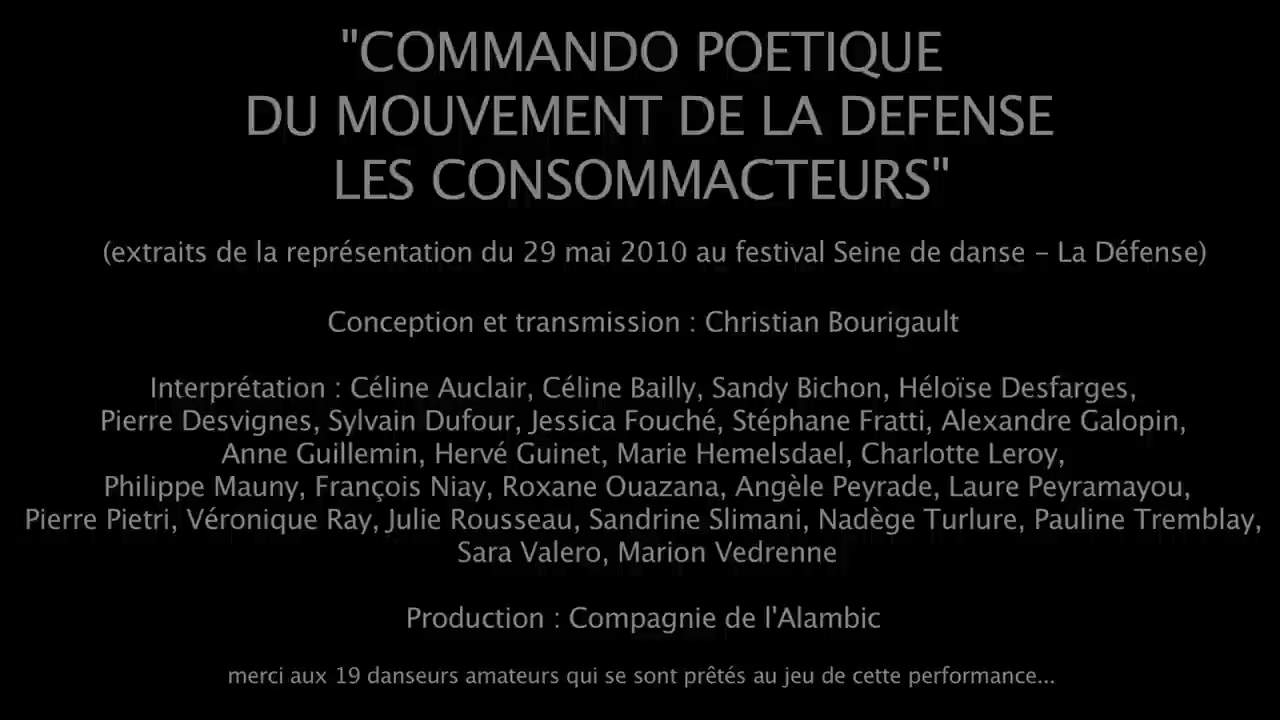 "COMMANDO POETIQUE
DU MOUVEMENT DE LA DEFENSE
LES CONSOMMACTEURS"
(extraits de la représentation du 29 mai 2010 au festival Seine de danse - La Défense)
Conception et transmission : Christian Bourigault
Interprétation : Céline Auclair, Céline Bailly, Sandy Bichon, Héloïse Desfarges,
Pierre Desvignes, Sylvain Dufour, Jessica Fouché, Stéphane Fratti, Alexandre Galopin,
Anne Guillemin, Hervé Guinet, Marie Hemelsdael, Charlotte Leroy,
Philippe Mauny, François Niay, Roxane Ouazana, Angèle Peyrade, Laure Peyramayou,
Pierre Pietri, Véronique Ray, Julie Rousseau, Sandrine Slimani, Nadège Turlure, Pauline Tremblay,
Sara Valero, Marion Vedrenne
Production : Compagnie de l'Alambic
merci aux 19 danseurs amateurs qui se sont prêtés au jeu de cette performance...